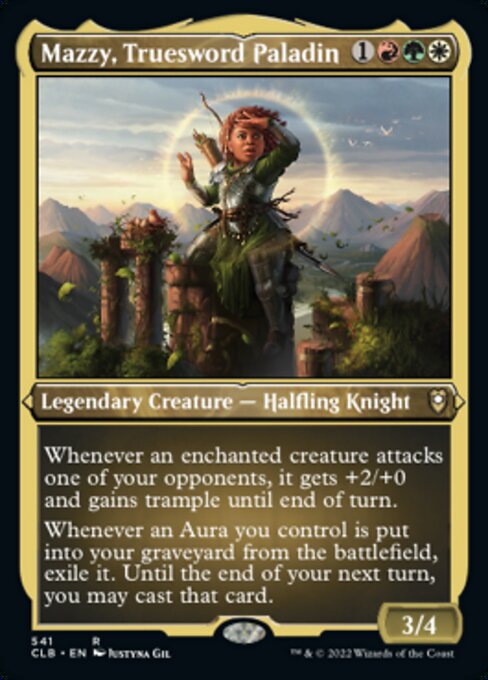 Mazzy, Truesword Paladin 1
Legendary Creature — Halfling Knight
Whenever an enchanted creature attacks
one of your opponents, it gets +2/+0
and gains trample until end of turn.
Whenever an Aura you control is put
into your graveyard from the battlefield,
exile it. Until the end of your next turn,
you may cast that card.
3/4
541 R
CLB • EN Justyna Gil
™ & © 2022 Wizards of the Coast